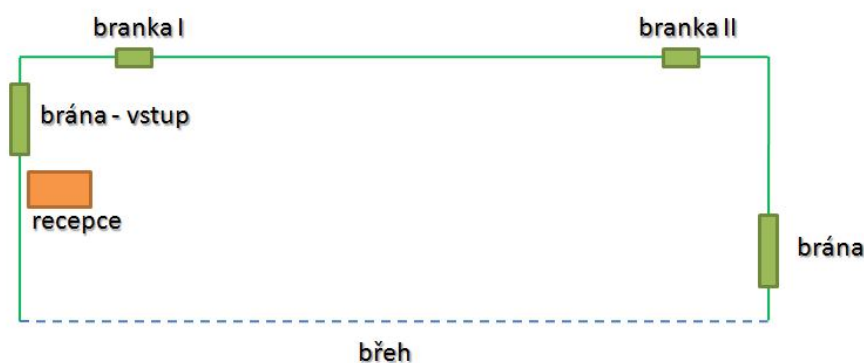 branka I
branka II
brána - vstup
recepce
brána
břeh